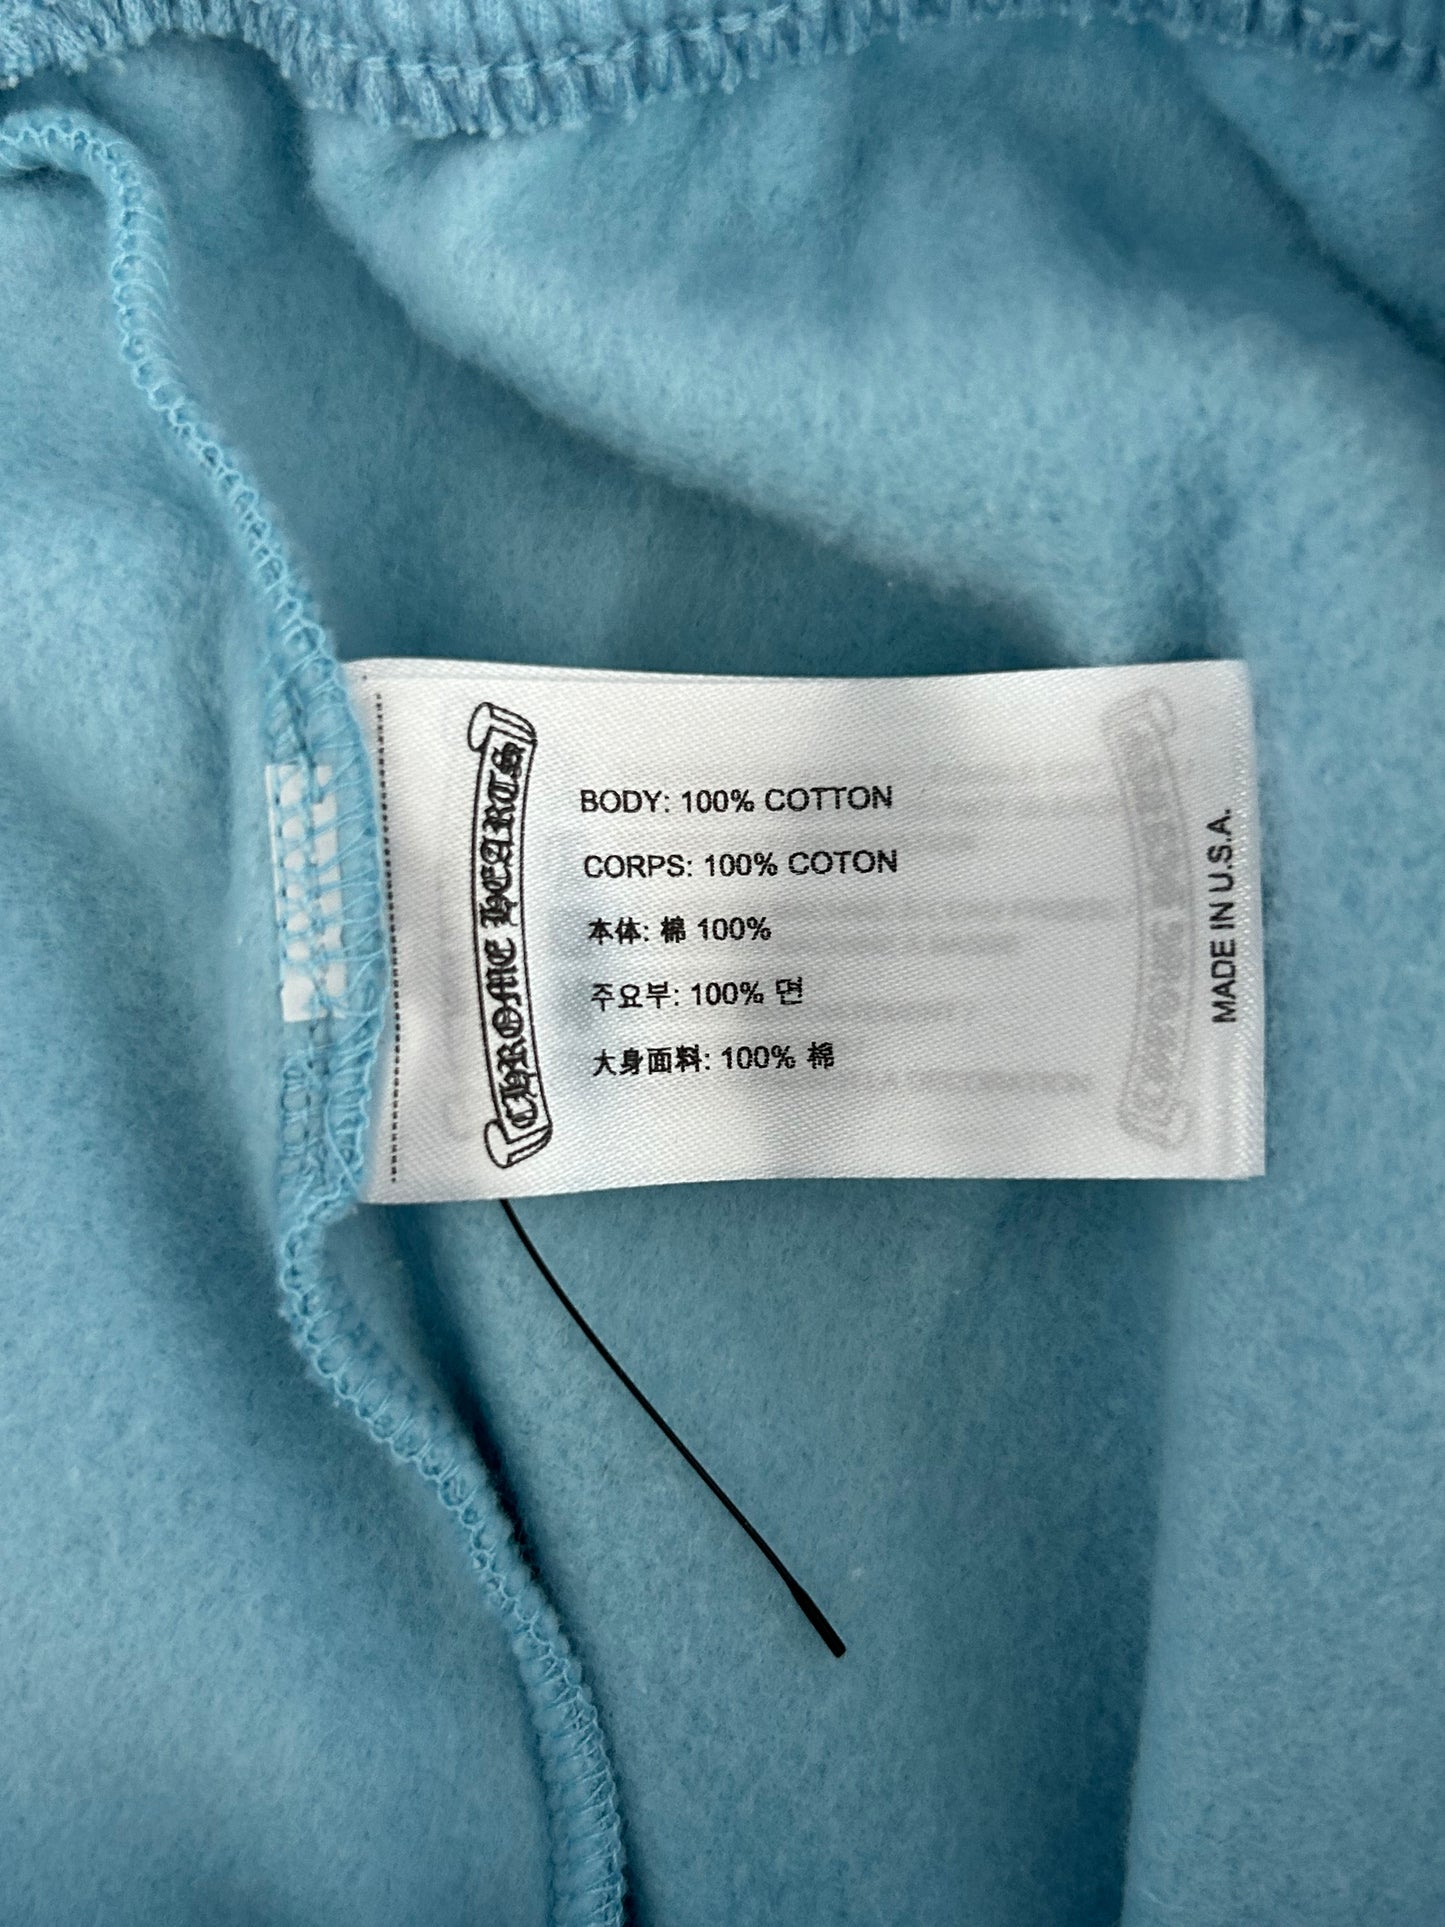 CHROME HEARTS
BODY: 100% COTTON
CORPS: 100% COTON
本体: 棉 100%
주요부: 100% 면
大身面料: 100% 棉
MADE IN U.S.A.